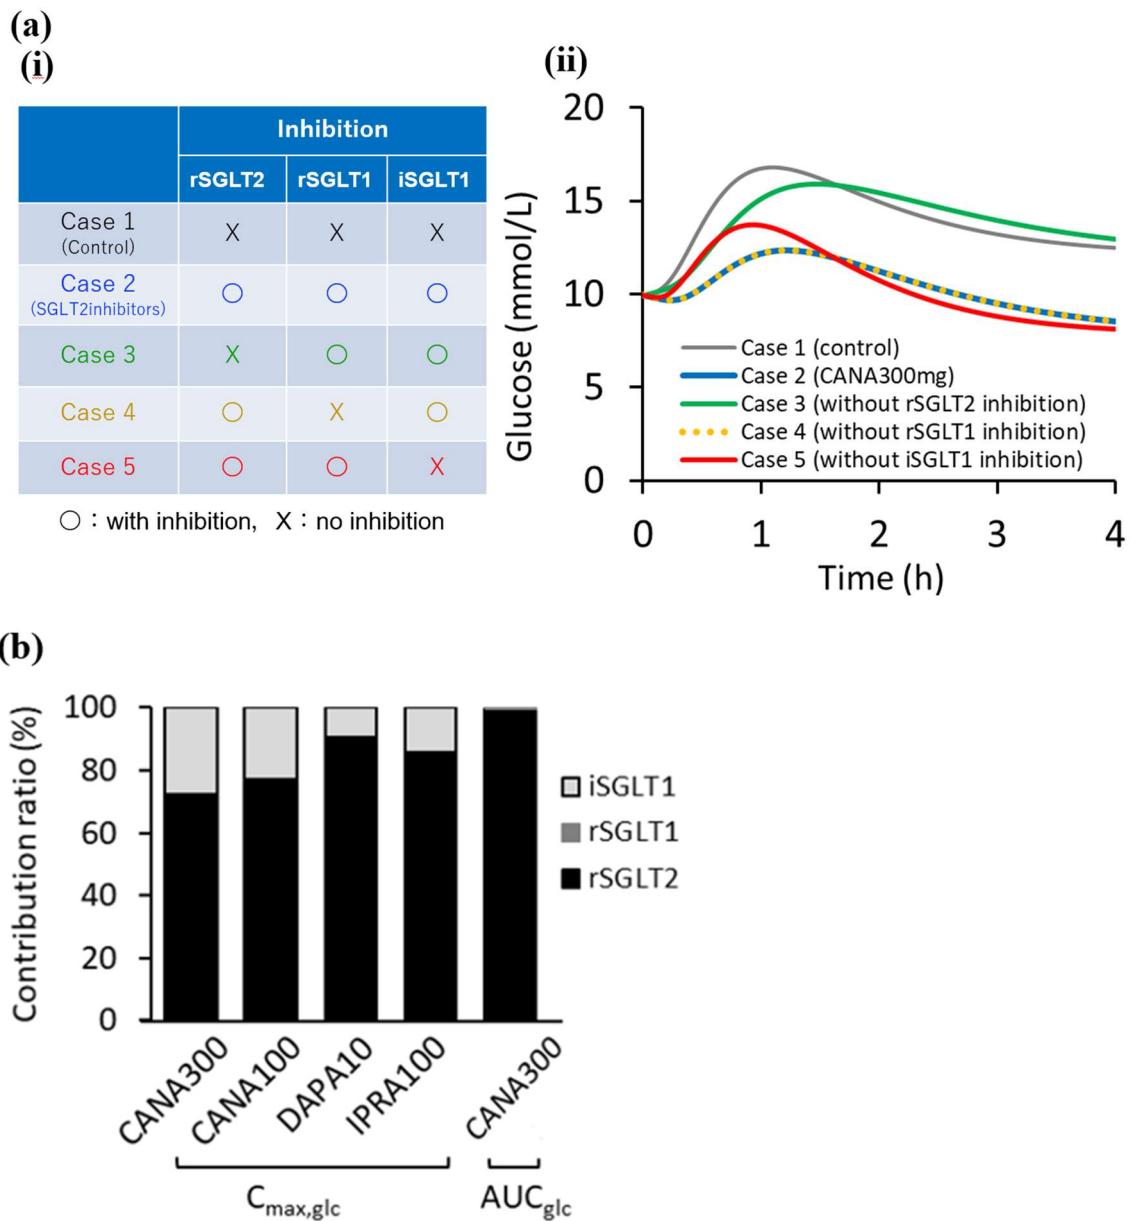 (a)
(i)
Inhibition
rSGLT2 rSGLT1 iSGLT1
Case 1
(Control)
X X X
Case 2
(SGLT2inhibitors)
○ ○ ○
Case 3 X ○ ○
Case 4 ○ X ○
Case 5 ○ ○ X
○ : with inhibition, X : no inhibition
(ii)
Glucose (mmol/L)
20
15
10
5
0
Case 1 (control)
Case 2 (CANA300mg)
Case 3 (without rSGLT2 inhibition)
Case 4 (without rSGLT1 inhibition)
Case 5 (without iSGLT1 inhibition)
0 1 2 3 4
Time (h)
(b)
Contribution ratio (%)
100
80
60
40
20
0
iSGLT1
rSGLT1
rSGLT2
CANA300 CANA100 DAPA10 IPRA100 CANA300
Cmax,glc AUCglc